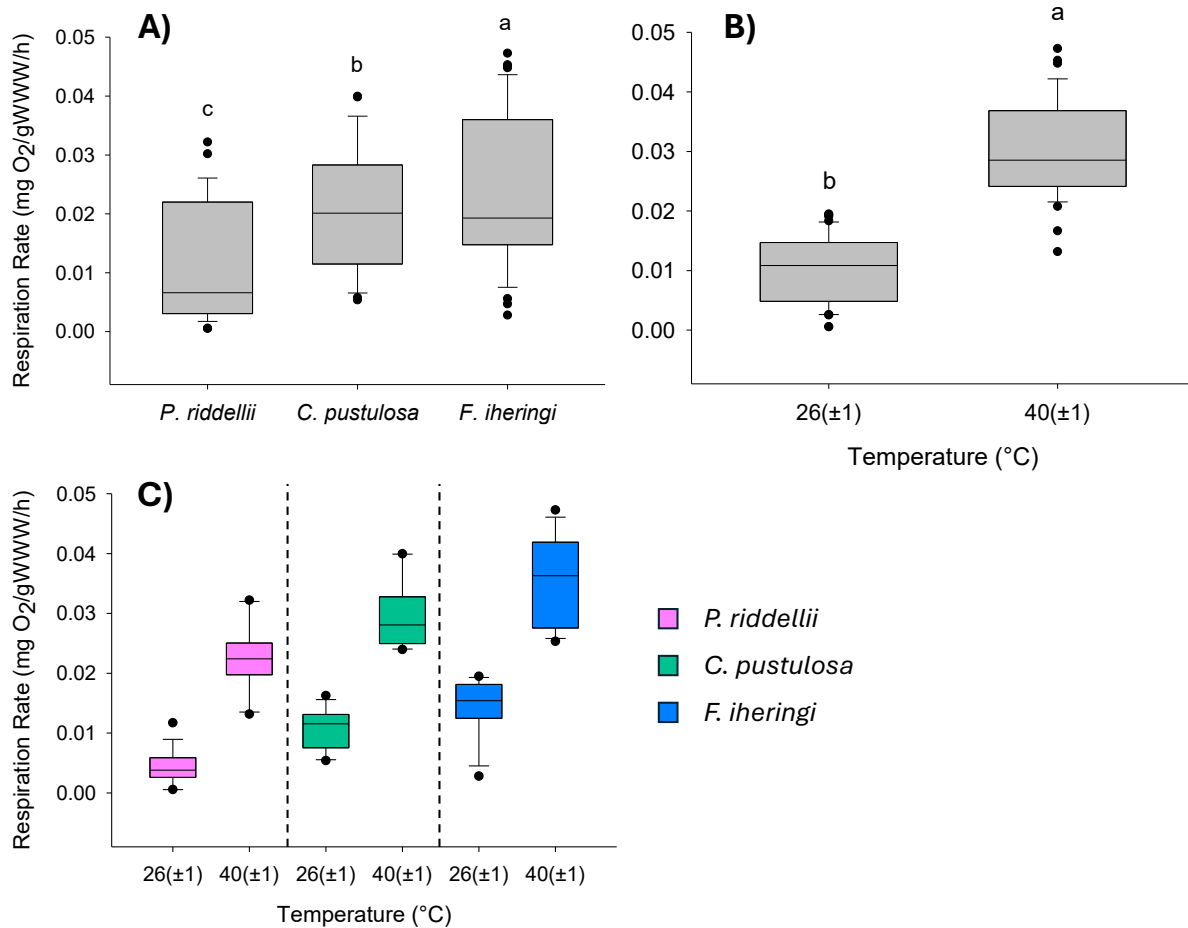 A)
Respiration Rate (mg O2/gWWW/h)
0.05
0.04
0.03
0.02
0.01
0.00
c
b
a
P. riddellii
C. pustulosa
F. iheringi
B)
0.05
0.04
0.03
0.02
0.01
0.00
b
a
26(±1)
40(±1)
Temperature (°C)
C)
Respiration Rate (mg O2/gWWW/h)
0.05
0.04
0.03
0.02
0.01
0.00
26(±1) 40(±1) 26(±1) 40(±1) 26(±1) 40(±1)
Temperature (°C)
P. riddellii
C. pustulosa
F. iheringi